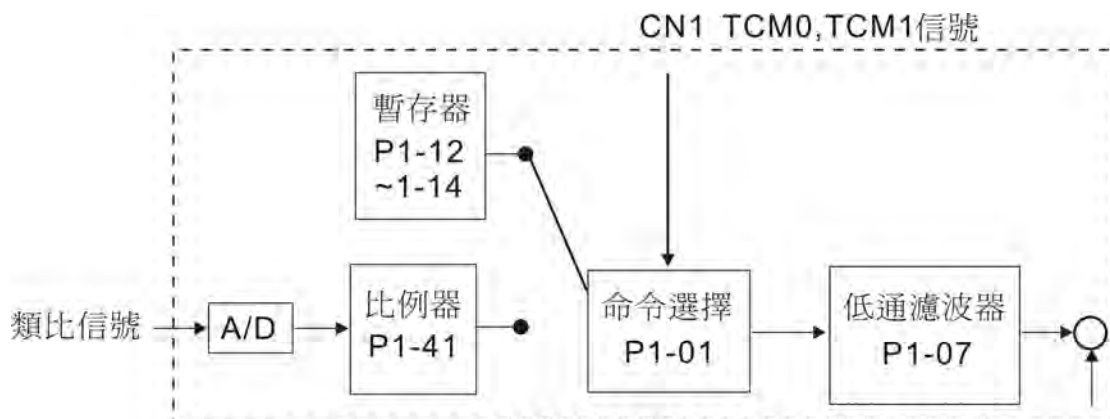 CN1 TCM0,TCM1信號
暫存器
P1-12
~1-14
類比信號
A/D
比例器
P1-41
命令選擇
P1-01
低通濾波器
P1-07